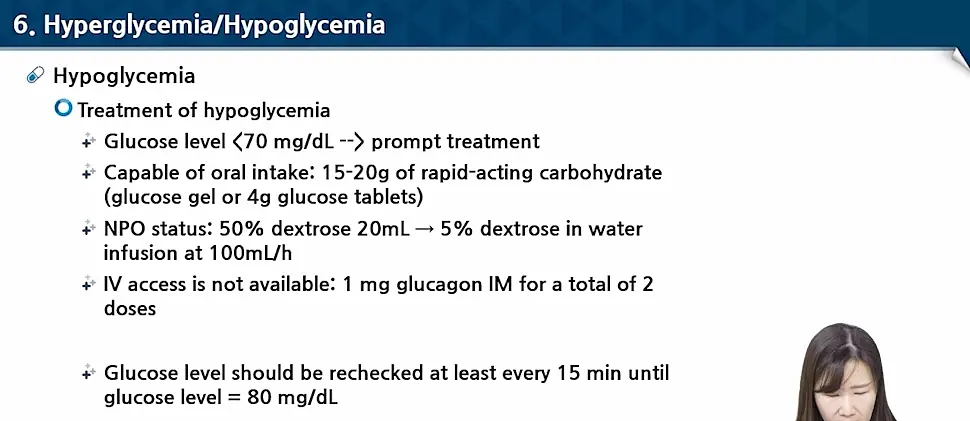 6. Hyperglycemia/Hypoglycemia
Hypoglycemia
Treatment of hypoglycemia
Glucose level <70 mg/dL --> prompt treatment
Capable of oral intake: 15-20g of rapid-acting carbohydrate
(glucose gel or 4g glucose tablets)
NPO status: 50% dextrose 20mL → 5% dextrose in water
infusion at 100mL/h
IV access is not available: 1 mg glucagon IM for a total of 2
doses
Glucose level should be rechecked at least every 15 min until
glucose level = 80 mg/dL